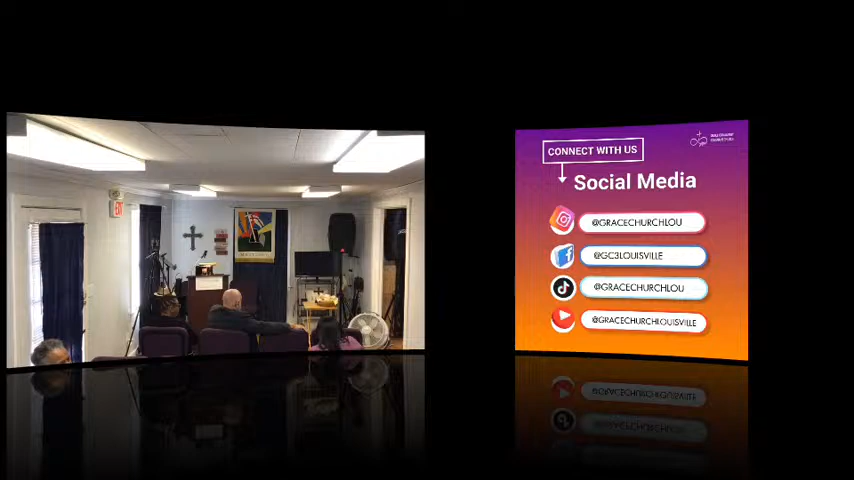 EXIT
CONNECT WITH US
Social Media
@GRACECHURCHLOU
@GC3LOUISVILLE
@GRACECHURCHLOU
@GRACECHURCHLOUISVILLE